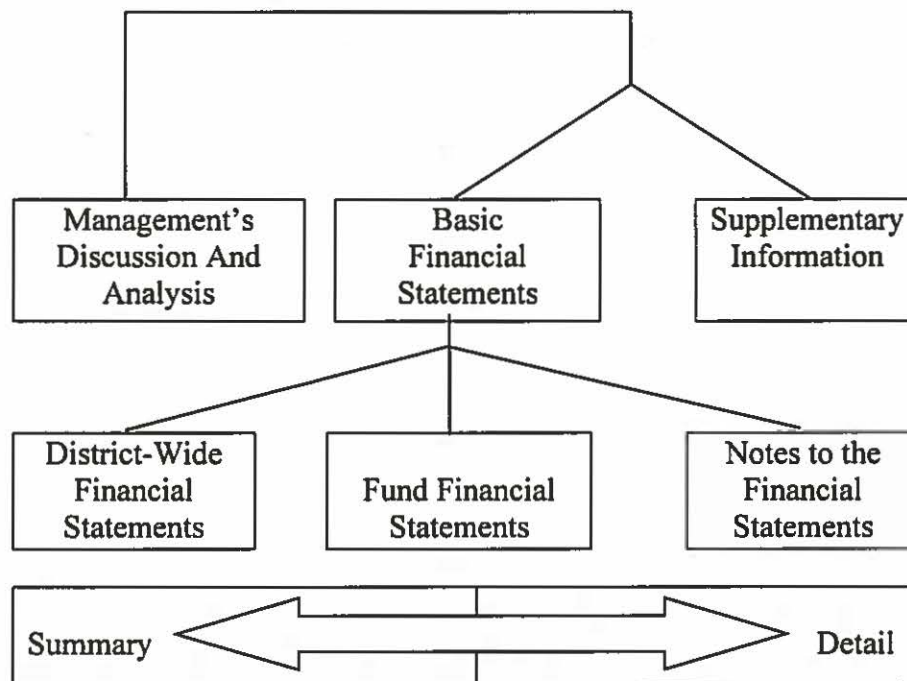 Management's
Discussion And
Analysis
Basic
Financial
Statements
Supplementary
Information
District-Wide
Financial
Statements
Fund Financial
Statements
Notes to the
Financial
Statements
Summary
Detail